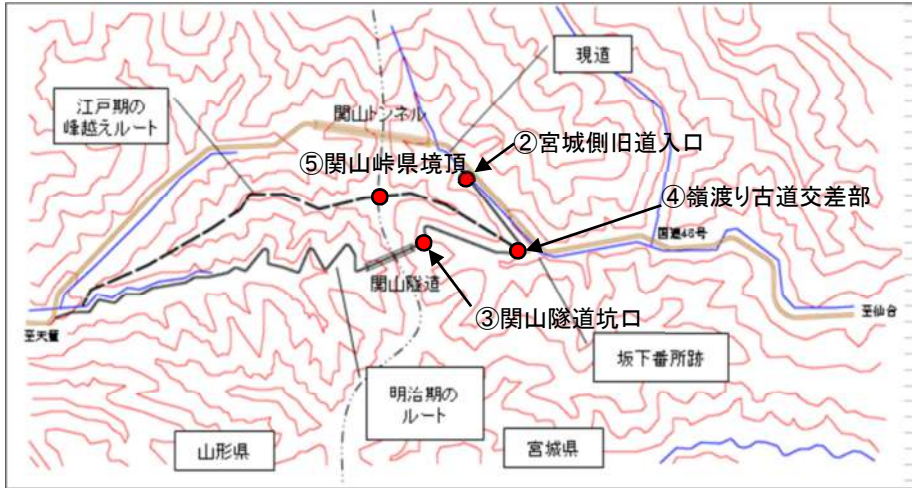 現道
江戸期の
峰越えルート
関山トンネル
②宮城側旧道入口
⑤関山峠県境頂
④嶺渡り古道交差部
国道48号
関山隧道
③関山隧道坑口
至天童
至仙台
坂下番所跡
明治期の
ルート
山形県
宮城県